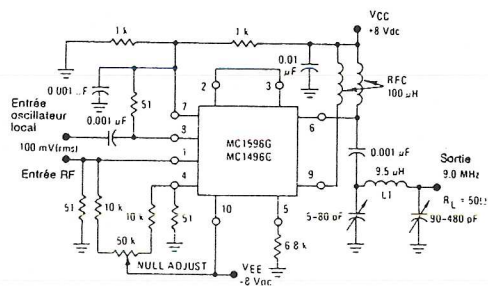 1 k
1 k
VCC
+8 Vdc
0.01
µF
RFC
100 µH
0.001 µF
51
2
3
7
6
Entrée
oscillateur
local
0.001 µF
8
MC1596G
MC1496G
100 mV(rms)
1
Entrée RF
0.001 µF
Sortie
9.0 MHz
9.5 µH
4
9
L1
10
5
51
10 k
10 k
51
5-80 pF
RL = 50Ω
90-480 pF
50 k
6.8 k
NULL ADJUST
VEE
-8 Vdc